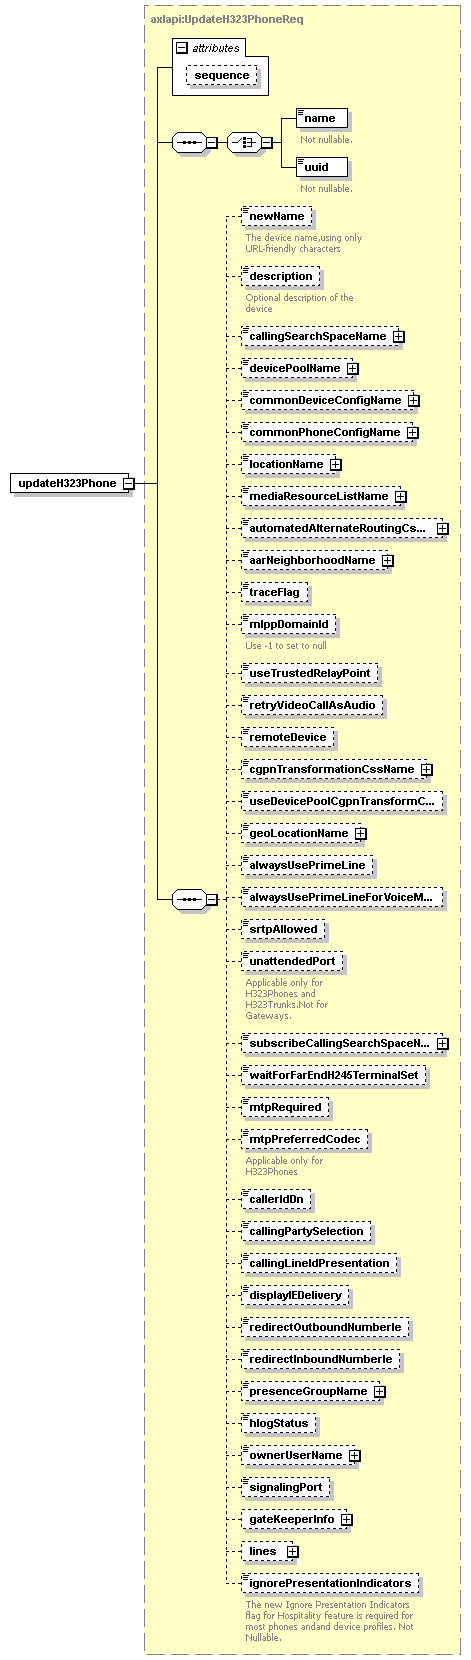 axlapi:UpdateH323PhoneReq
attributes
sequence
name
Not nullable.
uuid
Not nullable.
newName
The device name,using only
URL-friendly characters
description
Optional description of the
device
callingSearchSpaceName
devicePoolName
commonDeviceConfigName
commonPhoneConfigName
locationName
updateH323Phone
mediaResourceListName
automatedAlternateRoutingCs...
aarNeighborhoodName
traceFlag
mlppDomainId
Use -1 to set to null
useTrustedRelayPoint
retryVideoCallAsAudio
remoteDevice
cgpnTransformationCssName
useDevicePoolCgpnTransformC...
geoLocationName
alwaysUsePrimeLine
alwaysUsePrimeLineForVoiceM...
srtpAllowed
unattendedPort
Applicable only for
H323Phones and
H323Trunks.Not for
Gateways.
subscribeCallingSearchSpaceN...
waitForFarEndH245TerminalSet
mtpRequired
mtpPreferredCodec
Applicable only for
H323Phones
callerIdDn
callingPartySelection
callingLineIdPresentation
displayIEDelivery
redirectOutboundNumberIe
redirectInboundNumberIe
presenceGroupName
hlogStatus
ownerUserName
signalingPort
gateKeeperInfo
lines
ignorePresentationIndicators
The new Ignore Presentation Indicators
flag for Hospitality feature is required for
most phones andand device profiles. Not
Nullable.